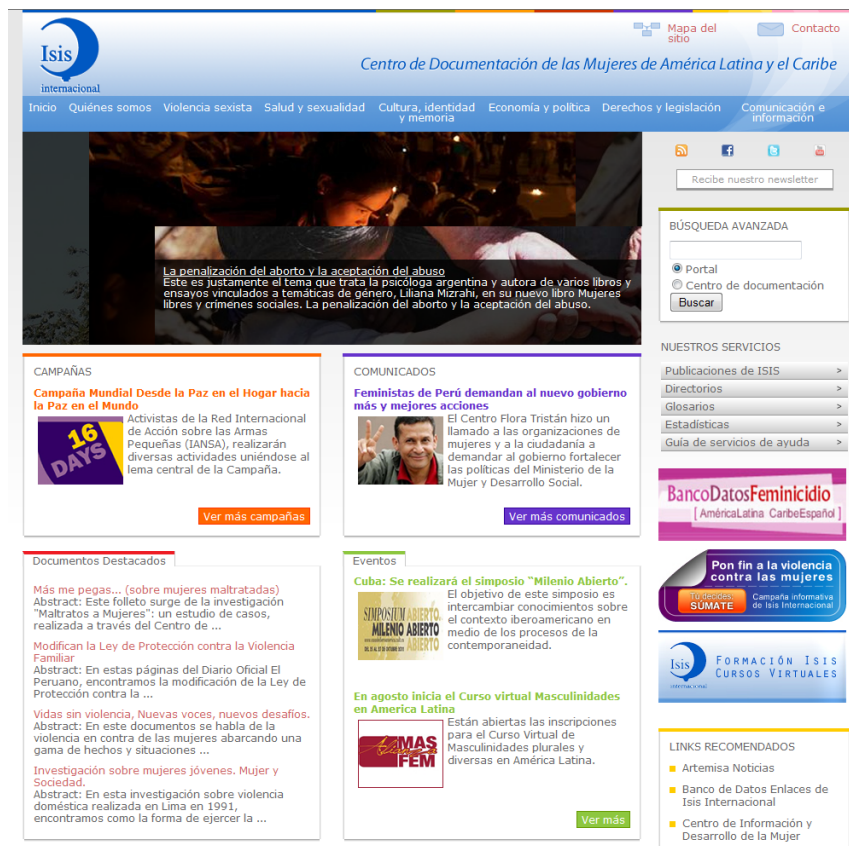 Isis
internacional
Mapa del
sitio
Contacto
Centro de Documentación de las Mujeres de América Latina y el Caribe
Inicio Quiénes somos Violencia sexista Salud y sexualidad Cultura, identidad
y memoria Economía y política Derechos y legislación Comunicación e
información
La penalización del aborto y la aceptación del abuso
Este es justamente el tema que trata la psicóloga argentina y autora de varios libros y
ensayos vinculados a temáticas de género, Liliana Mizrahi, en su nuevo libro Mujeres
libres y crímenes sociales. La penalización del aborto y la aceptación del abuso.
Recibe nuestro newsletter
BÚSQUEDA AVANZADA
Portal
Centro de documentación
Buscar
NUESTROS SERVICIOS
Publicaciones de ISIS >
Directorios >
Glosarios >
Estadísticas >
Guía de servicios de ayuda >
CAMPAÑAS
Campaña Mundial Desde la Paz en el Hogar hacia
la Paz en el Mundo
16
DAYS
Activistas de la Red Internacional
de Acción sobre las Armas
Pequeñas (IANSA), realizarán
diversas actividades uniéndose al
lema central de la Campaña.
Ver más campañas
COMUNICADOS
Feministas de Perú demandan al nuevo gobierno
más y mejores acciones
El Centro Flora Tristán hizo un
llamado a las organizaciones de
mujeres y a la ciudadanía a
demandar al gobierno fortalecer
las políticas del Ministerio de la
Mujer y Desarrollo Social.
Ver más comunicados
BancoDatosFeminicidio
[ AméricaLatina CaribeEspañol ]
Pon fin a la violencia
contra las mujeres
Tú decides:
SÚMATE
Campaña informativa
de Isis Internacional
Isis
FORMACIÓN ISIS
CURSOS VIRTUALES
Documentos Destacados
Más me pegas... (sobre mujeres maltratadas)
Abstract: Este folleto surge de la investigación
"Maltratos a Mujeres": un estudio de casos,
realizada a través del Centro de ...
Modifican la Ley de Protección contra la Violencia
Familiar
Abstract: En estas páginas del Diario Oficial El
Peruano, encontramos la modificación de la Ley de
Protección contra la ...
Vidas sin violencia, Nuevas voces, nuevos desafíos.
Abstract: En este documentos se habla de la
violencia en contra de las mujeres abarcando una
gama de hechos y situaciones ...
Investigación sobre mujeres jóvenes. Mujer y
Sociedad.
Abstract: En esta investigación sobre violencia
doméstica realizada en Lima en 1991,
encontramos como la forma de ejercer la ...
Eventos
Cuba: Se realizará el simposio “Milenio Abierto”.
SIMPOSIUM ABIERTO.
MILENIO ABIERTO
ABIERTO
El objetivo de este simposio es
intercambiar conocimientos sobre
el contexto iberoamericano en
medio de los procesos de la
contemporaneidad.
En agosto inicia el Curso virtual Masculinidades
en America Latina
MAS
FEM
Están abiertas las inscripciones
para el Curso Virtual de
Masculinidades plurales y
diversas en América Latina.
Ver más
LINKS RECOMENDADOS
Artemisa Noticias
Banco de Datos Enlaces de
Isis Internacional
Centro de Información y
Desarrollo de la Mujer